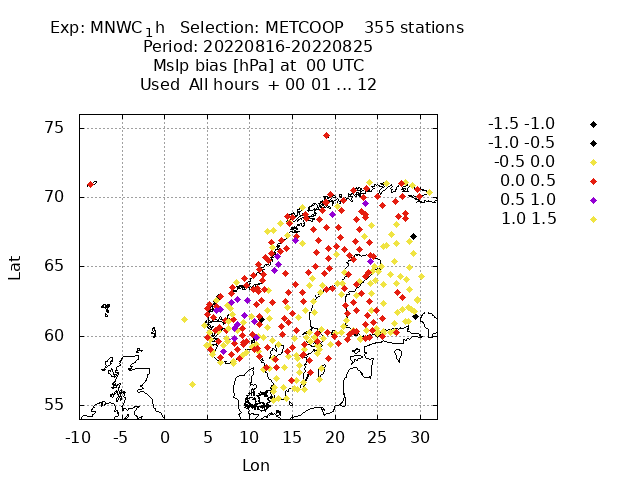 Exp: MNWC_1h   Selection: METCOOP    355 stations
Period: 20220816-20220825
Mslp bias [hPa] at  00 UTC
Used  All hours  + 00 01 ... 12
-1.5 -1.0
-1.0 -0.5
-0.5 0.0
0.0 0.5
0.5 1.0
1.0 1.5
75
70
65
60
55
Lat
-10 -5 0 5 10 15 20 25 30
Lon